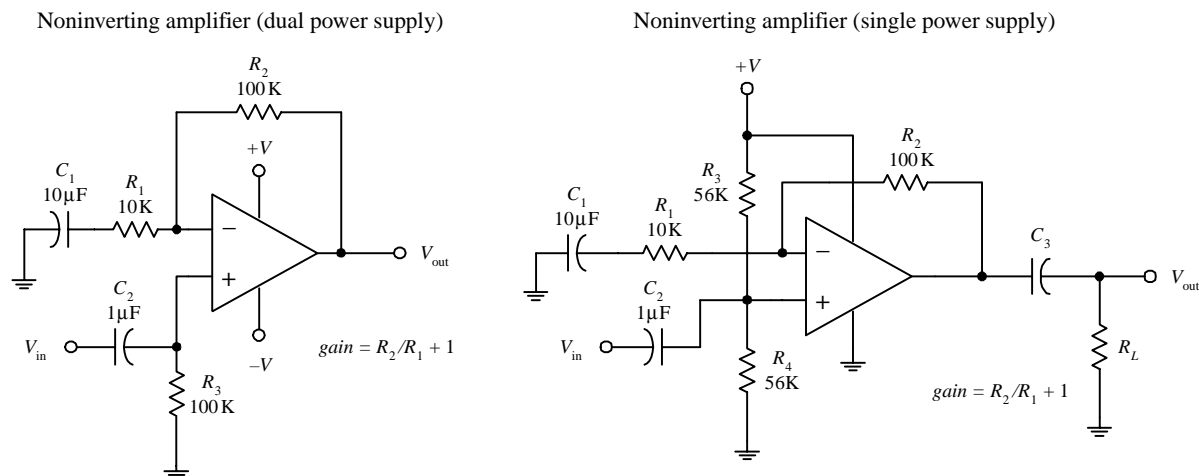 Noninverting amplifier (dual power supply)
R2
100K
+V
C1
10µF
R1
10K
−
+
Vout
C2
1µF
Vin
−V
gain = R2/R1 + 1
R3
100K
Noninverting amplifier (single power supply)
+V
R2
100K
R3
56K
C1
10µF
R1
10K
−
+
C3
Vout
C2
1µF
Vin
R4
56K
RL
gain = R2/R1 + 1